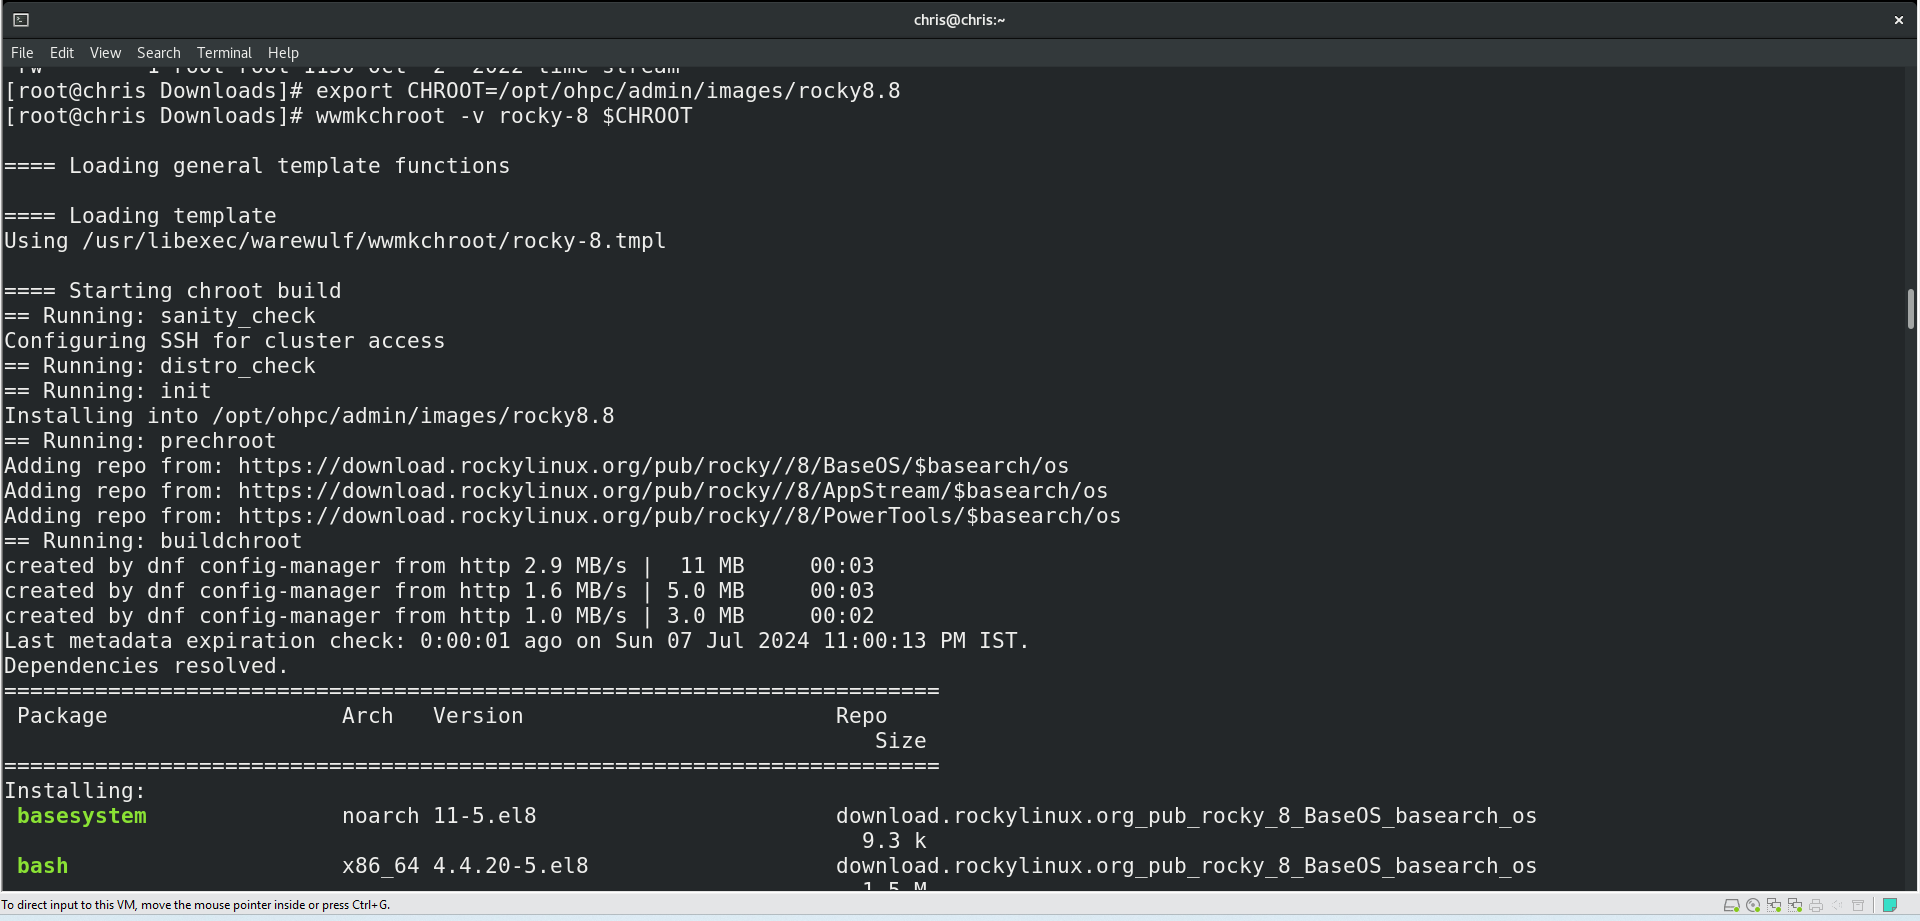 chris@chris:~
File Edit View Search Terminal Help
[root@chris Downloads]# export CHROOT=/opt/ohpc/admin/images/rocky8.8
[root@chris Downloads]# wwmkchroot -v rocky-8 $CHROOT
==== Loading general template functions
==== Loading template
Using /usr/libexec/warewulf/wwmkchroot/rocky-8.tmpl
==== Starting chroot build
== Running: sanity_check
Configuring SSH for cluster access
== Running: distro_check
== Running: init
Installing into /opt/ohpc/admin/images/rocky8.8
== Running: prechroot
Adding repo from: https://download.rockylinux.org/pub/rocky//8/BaseOS/$basearch/os
Adding repo from: https://download.rockylinux.org/pub/rocky//8/AppStream/$basearch/os
Adding repo from: https://download.rockylinux.org/pub/rocky//8/PowerTools/$basearch/os
== Running: buildchroot
created by dnf config-manager from http 2.9 MB/s |  11 MB     00:03
created by dnf config-manager from http 1.6 MB/s | 5.0 MB     00:03
created by dnf config-manager from http 1.0 MB/s | 3.0 MB     00:02
Last metadata expiration check: 0:00:01 ago on Sun 07 Jul 2024 11:00:13 PM IST.
Dependencies resolved.
========================================================================
Package Arch Version Repo
Size
========================================================================
Installing:
basesystem noarch 11-5.el8 download.rockylinux.org_pub_rocky_8_BaseOS_basearch_os
9.3 k
bash x86_64 4.4.20-5.el8 download.rockylinux.org_pub_rocky_8_BaseOS_basearch_os
1.5 M
To direct input to this VM, move the mouse pointer inside or press Ctrl+G.